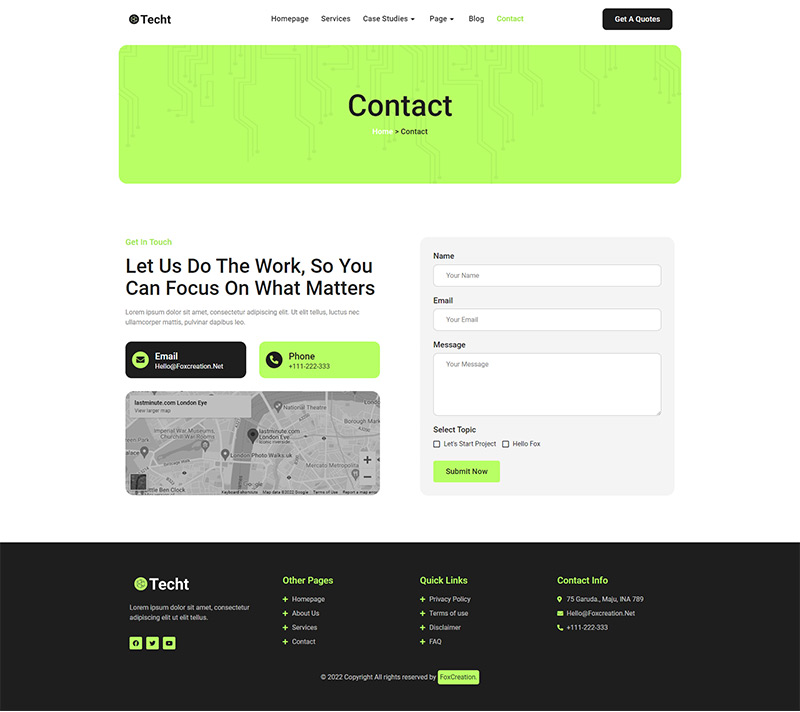 Techt
Homepage Services Case Studies Page Blog Contact
Get A Quotes
Contact
Home > Contact
Get In Touch
Let Us Do The Work, So You
Can Focus On What Matters
Lorem ipsum dolor sit amet, consectetur adipiscing elit. Ut elit tellus, luctus nec
ullamcorper mattis, pulvinar dapibus leo.
Email
Hello@Foxcreation.Net
Phone
+111-222-333
lastminute.com London Eye
View larger map
National Theatre
Borough Mark
Imperial War Museums,
Churchill War Rooms
lastminute.com
London Eye
een Park
alace
London Photo Walks uk
Mercato Metropolita
Little Ben Clock
Google
Keyboard shortcuts Map data ©2022 Google Terms of Use Report a map error
Name
Your Name
Email
Your Email
Message
Your Message
Select Topic
Let's Start Project Hello Fox
Submit Now
Techt
Lorem ipsum dolor sit amet, consectetur
adipiscing elit ut elit tellus.
Other Pages
Homepage
About Us
Services
Contact
Quick Links
Privacy Policy
Terms of use
Disclaimer
FAQ
Contact Info
75 Garuda., Maju, INA 789
Hello@Foxcreation.Net
+111-222-333
© 2022 Copyright All rights reserved by FoxCreation.